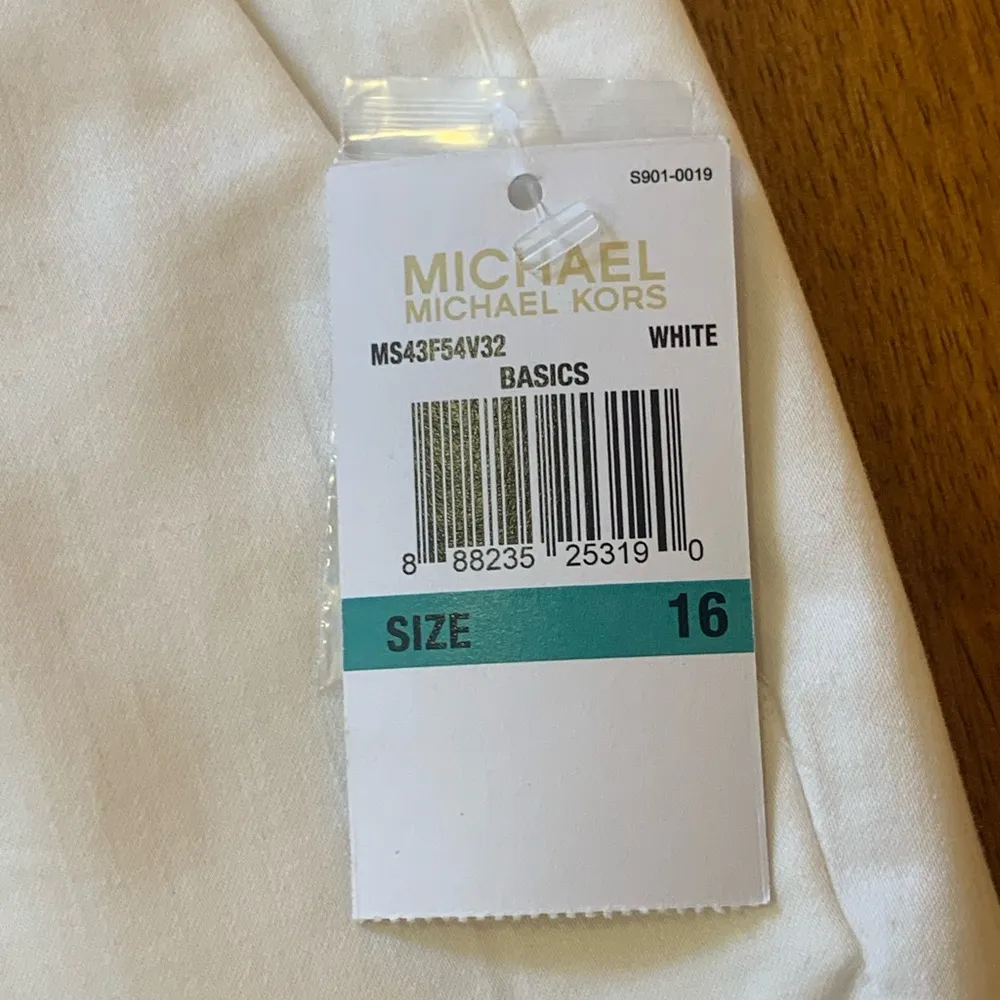 S901-0019
MICHAEL
MICHAEL KORS
MS43F54V32 WHITE
BASICS
8 88235 25319 0
SIZE 16